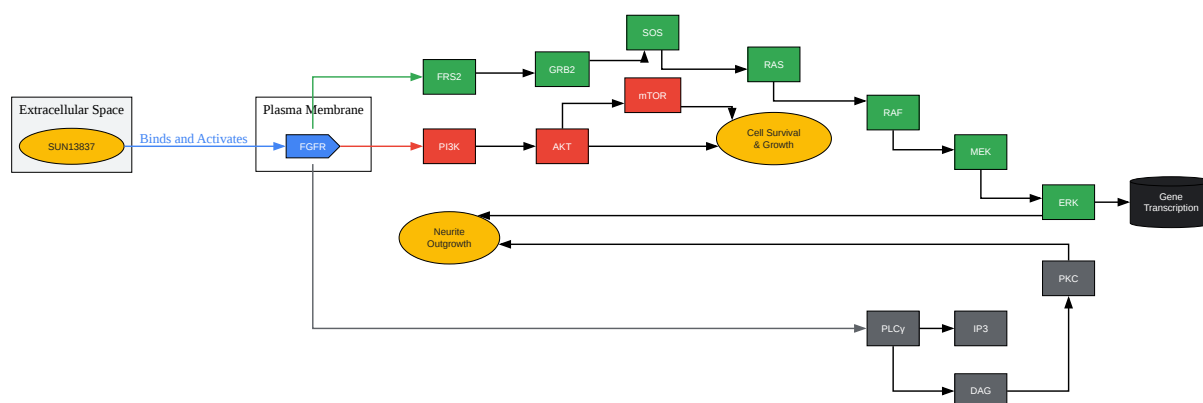 SOS
FRS2
GRB2
RAS
Extracellular Space
Plasma Membrane
mTOR
RAF
SUN13837
Binds and Activates
FGFR
PI3K
AKT
Cell Survival
& Growth
MEK
ERK
Gene
Transcription
Neurite
Outgrowth
PKC
PLCγ
IP3
DAG